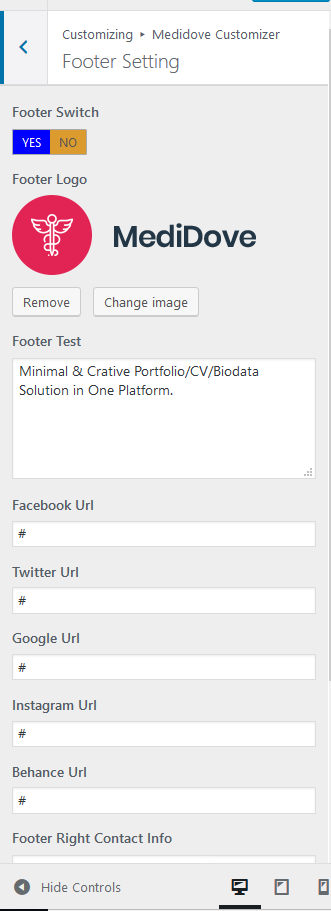 Customizing ▸ Medidove Customizer
Footer Setting
Footer Switch
YES NO
Footer Logo
MediDove
Remove Change image
Footer Test
Minimal & Crative Portfolio/CV/Biodata
Solution in One Platform.
Facebook Url
#
Twitter Url
#
Google Url
#
Instagram Url
#
Behance Url
#
Footer Right Contact Info
Hide Controls